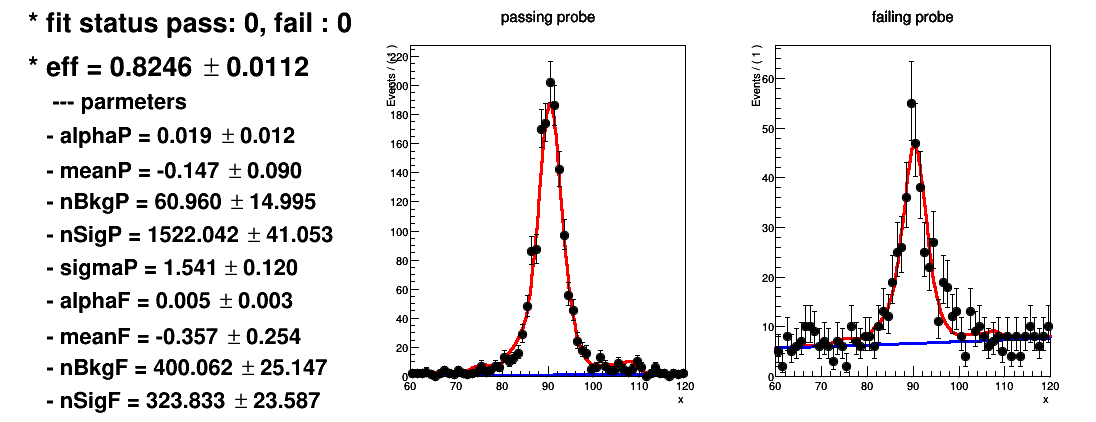 * fit status pass: 0, fail : 0
* eff = 0.8246 ± 0.0112
--- parmeters
- alphaP = 0.019 ± 0.012
- meanP = -0.147 ± 0.090
- nBkgP = 60.960 ± 14.995
- nSigP = 1522.042 ± 41.053
- sigmaP = 1.541 ± 0.120
- alphaF = 0.005 ± 0.003
- meanF = -0.357 ± 0.254
- nBkgF = 400.062 ± 25.147
- nSigF = 323.833 ± 23.587
passing probe
Events / ( 1 )
220
200
180
160
140
120
100
80
60
40
20
0
60 70 80 90 100 110 120
x
failing probe
Events / ( 1 )
60
50
40
30
20
10
0
60 70 80 90 100 110 120
x